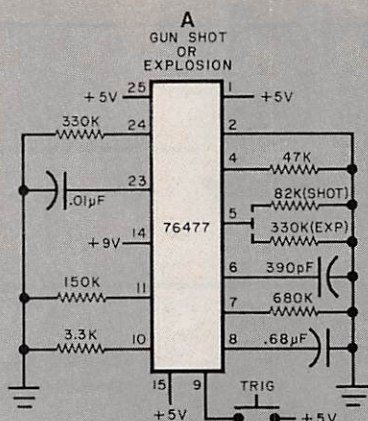 A
GUN SHOT
OR
EXPLOSION
+5V 25 1 +5V
330K 24 2
4 47K
.01µF 23 82K(SHOT)
5
76477 330K(EXP)
+9V 14
6 390pF
150K 11 7 680K
3.3K 10 8 .68µF
15 9 TRIG
+5V +5V